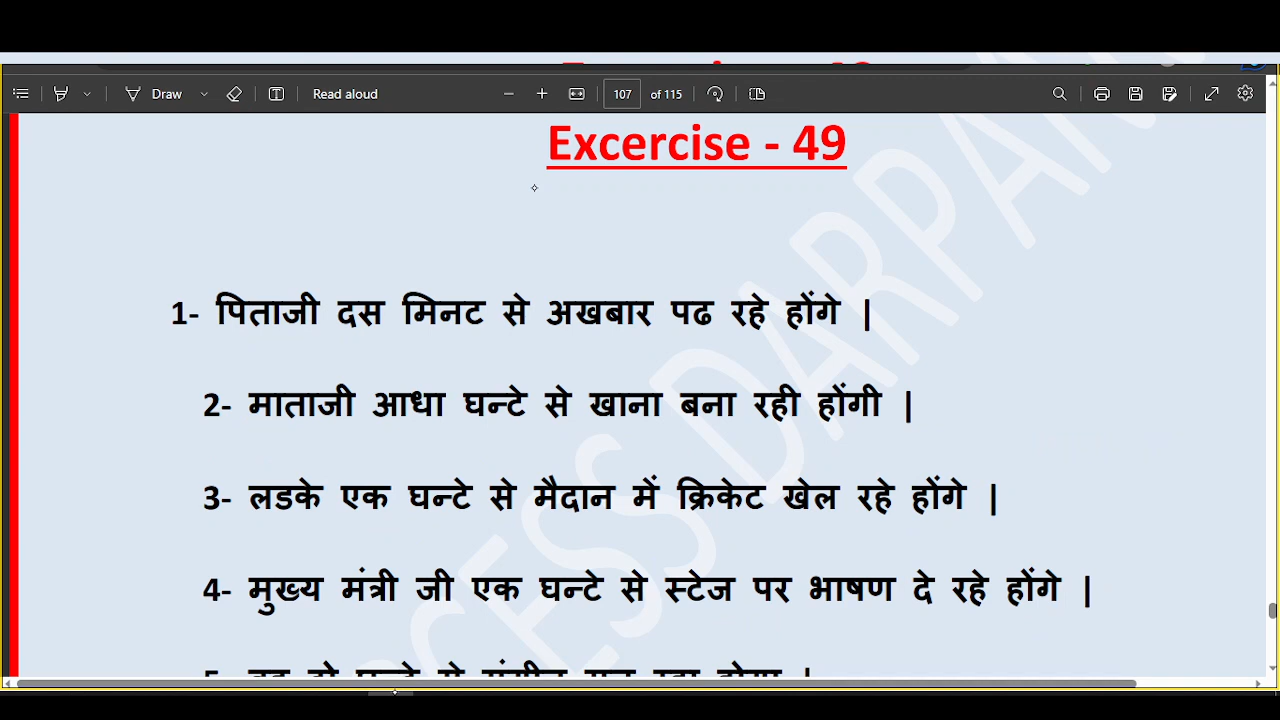 Read aloud
Draw
107 of 115
Excercise - 49
1- पिताजी दस मिनट से अखबार पढ रहे होंगे |
2- माताजी आधा घन्टे से खाना बना रही होंगी |
3- लडके एक घन्टे से मैदान में क्रिकेट खेल रहे होंगे |
4- मुख्य मंत्री जी एक घन्टे से स्टेज पर भाषण दे रहे होंगे |